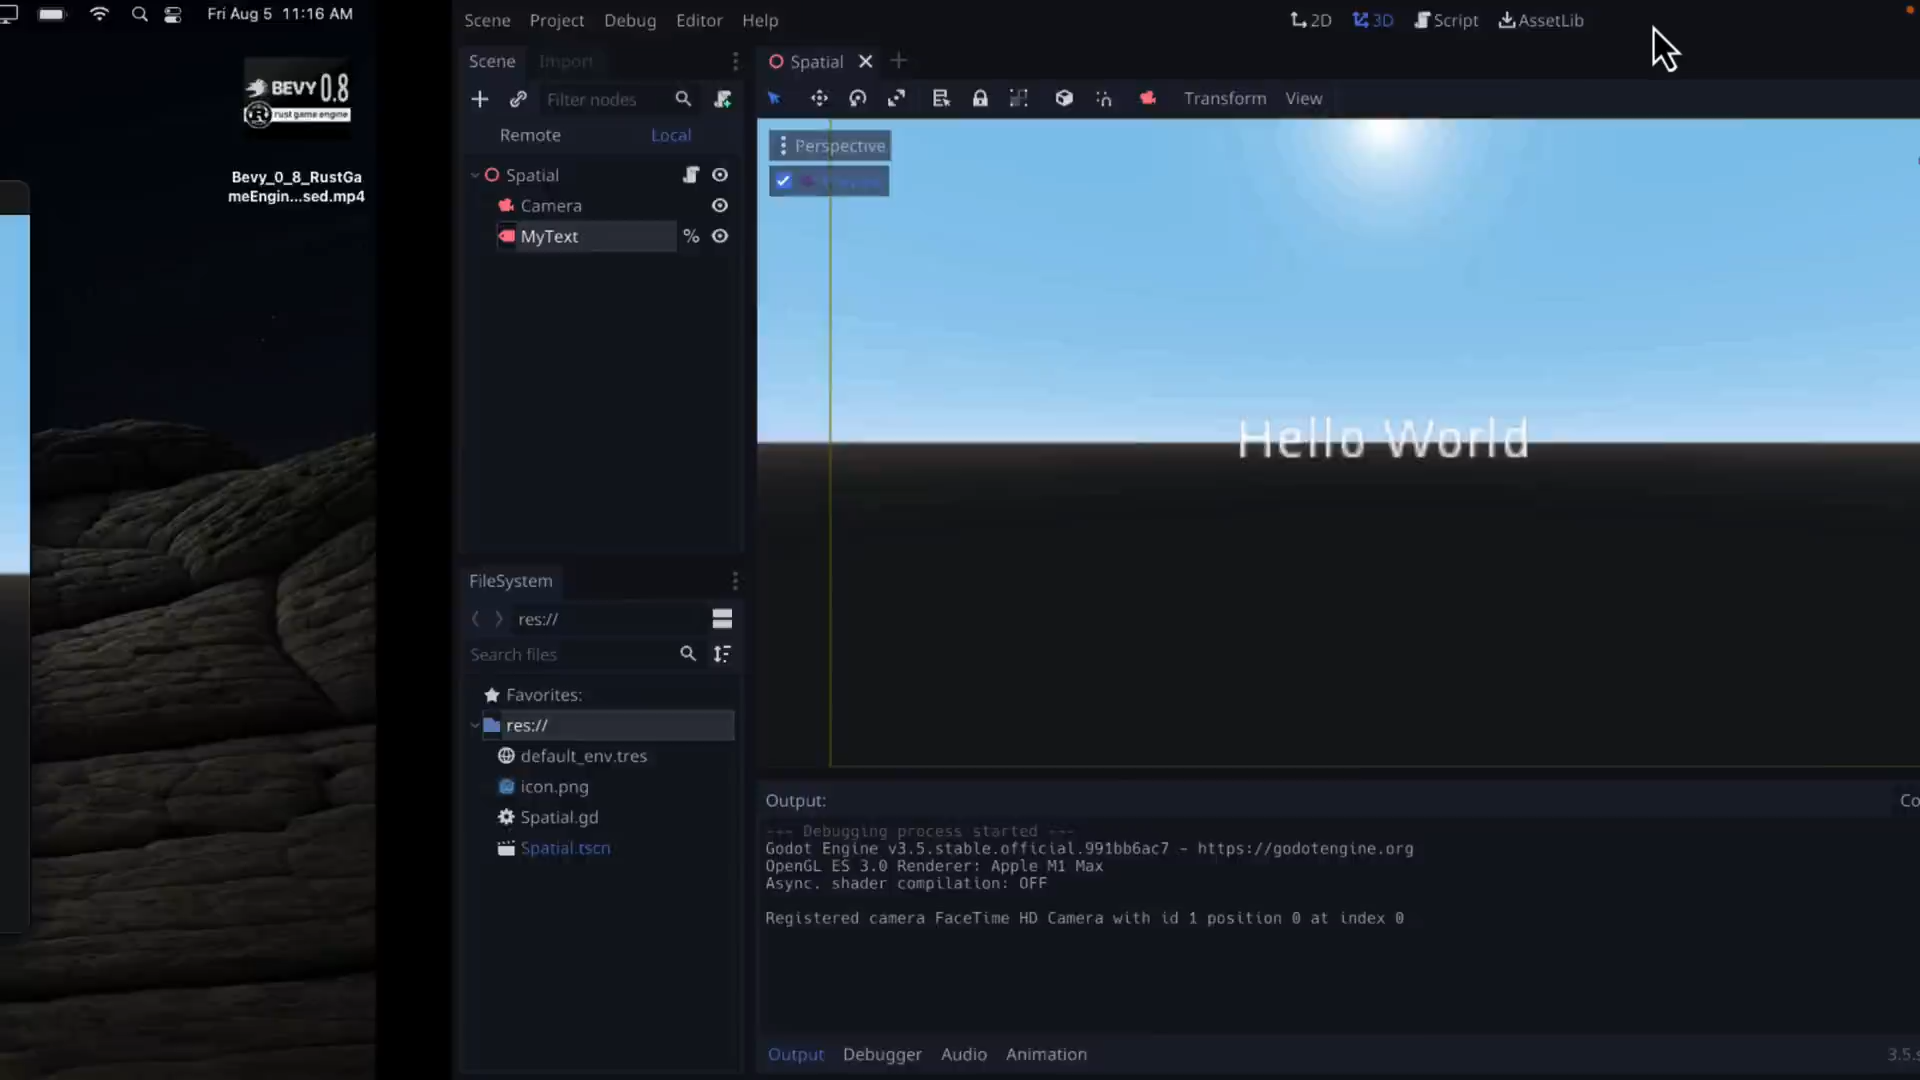 Fri Aug 5 11:16 AM
BEVY 0.8
rust game engine
Bevy_0_8_RustGa
meEngin...sed.mp4
Scene Project Debug Editor Help
2D 3D Script AssetLib
Scene Import
Filter nodes
Remote Local
Spatial
Camera
MyText
%
Spatial
Transform View
Perspective
Hello World
FileSystem
res://
Search files
Favorites:
res://
default_env.tres
icon.png
Spatial.gd
Spatial.tscn
Output:
Co
--- Debugging process started ---
Godot Engine v3.5.stable.official.991bb6ac7 - https://godotengine.org
OpenGL ES 3.0 Renderer: Apple M1 Max
Async. shader compilation: OFF
Registered camera FaceTime HD Camera with id 1 position 0 at index 0
Output Debugger Audio Animation
3.5.s